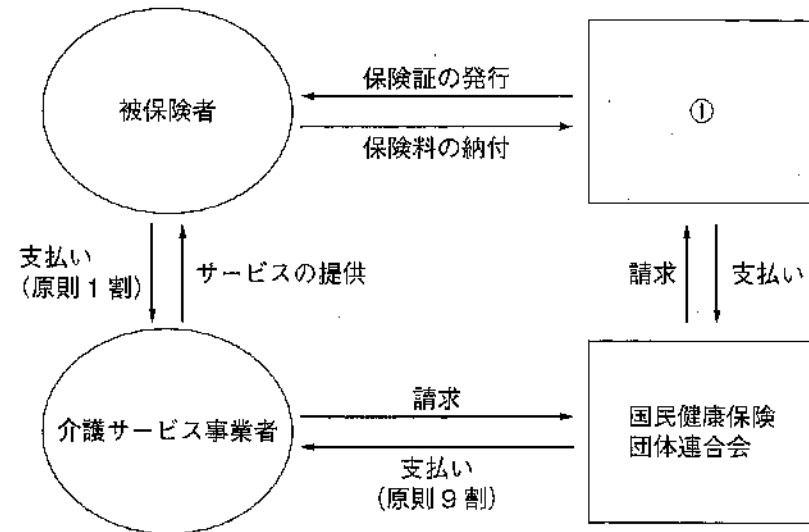 保険証の発行
被保険者
①
保険料の納付
支払い
(原則1割)
サービスの提供
請求
支払い
介護サービス事業者
請求
支払い
(原則9割)
国民健康保険
団体連合会